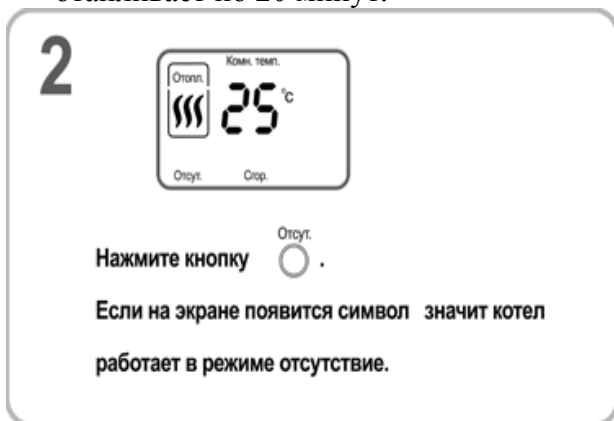 2
Комн. темп.
Отопл.
25 °C
Отсут. Сгор.
Отсут.
Нажмите кнопку .
Если на экране появится символ значит котел
работает в режиме отсутствие.